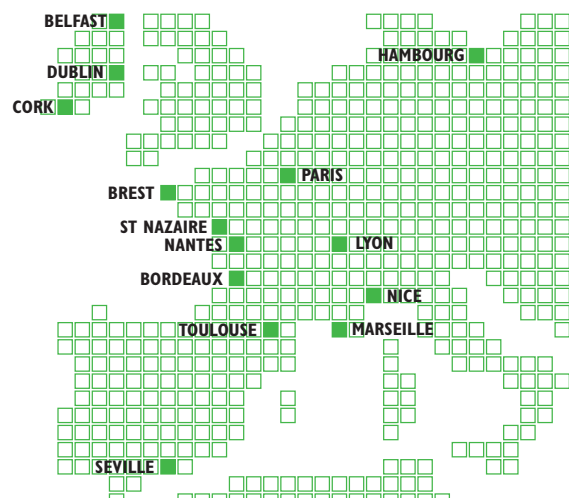 BELFAST
HAMBOURG
DUBLIN
CORK
PARIS
BREST
ST NAZAIRE
NANTES
LYON
BORDEAUX
NICE
TOULOUSE
MARSEILLE
SEVILLE